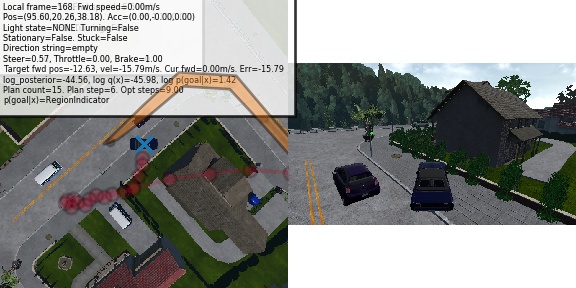 Local frame=168. Fwd speed=0.00m/s
Pos=(95.60,20.26,38.18). Acc=(0.00,-0.00,0.00)
Light state=NONE. Turning=False
Stationary=False. Stuck=False
Direction string=empty
Steer=0.57, Throttle=0.00, Brake=1.00
Target fwd pos=-12.63, vel=-15.79m/s. Cur fwd=0.00m/s. Err=-15.79
log_posterior=-44.56, log q(x)=-45.98, log p(goal|x)=1.42
Plan count=15. Plan step=6. Opt steps=9.00
p(goal|x)=RegionIndicator